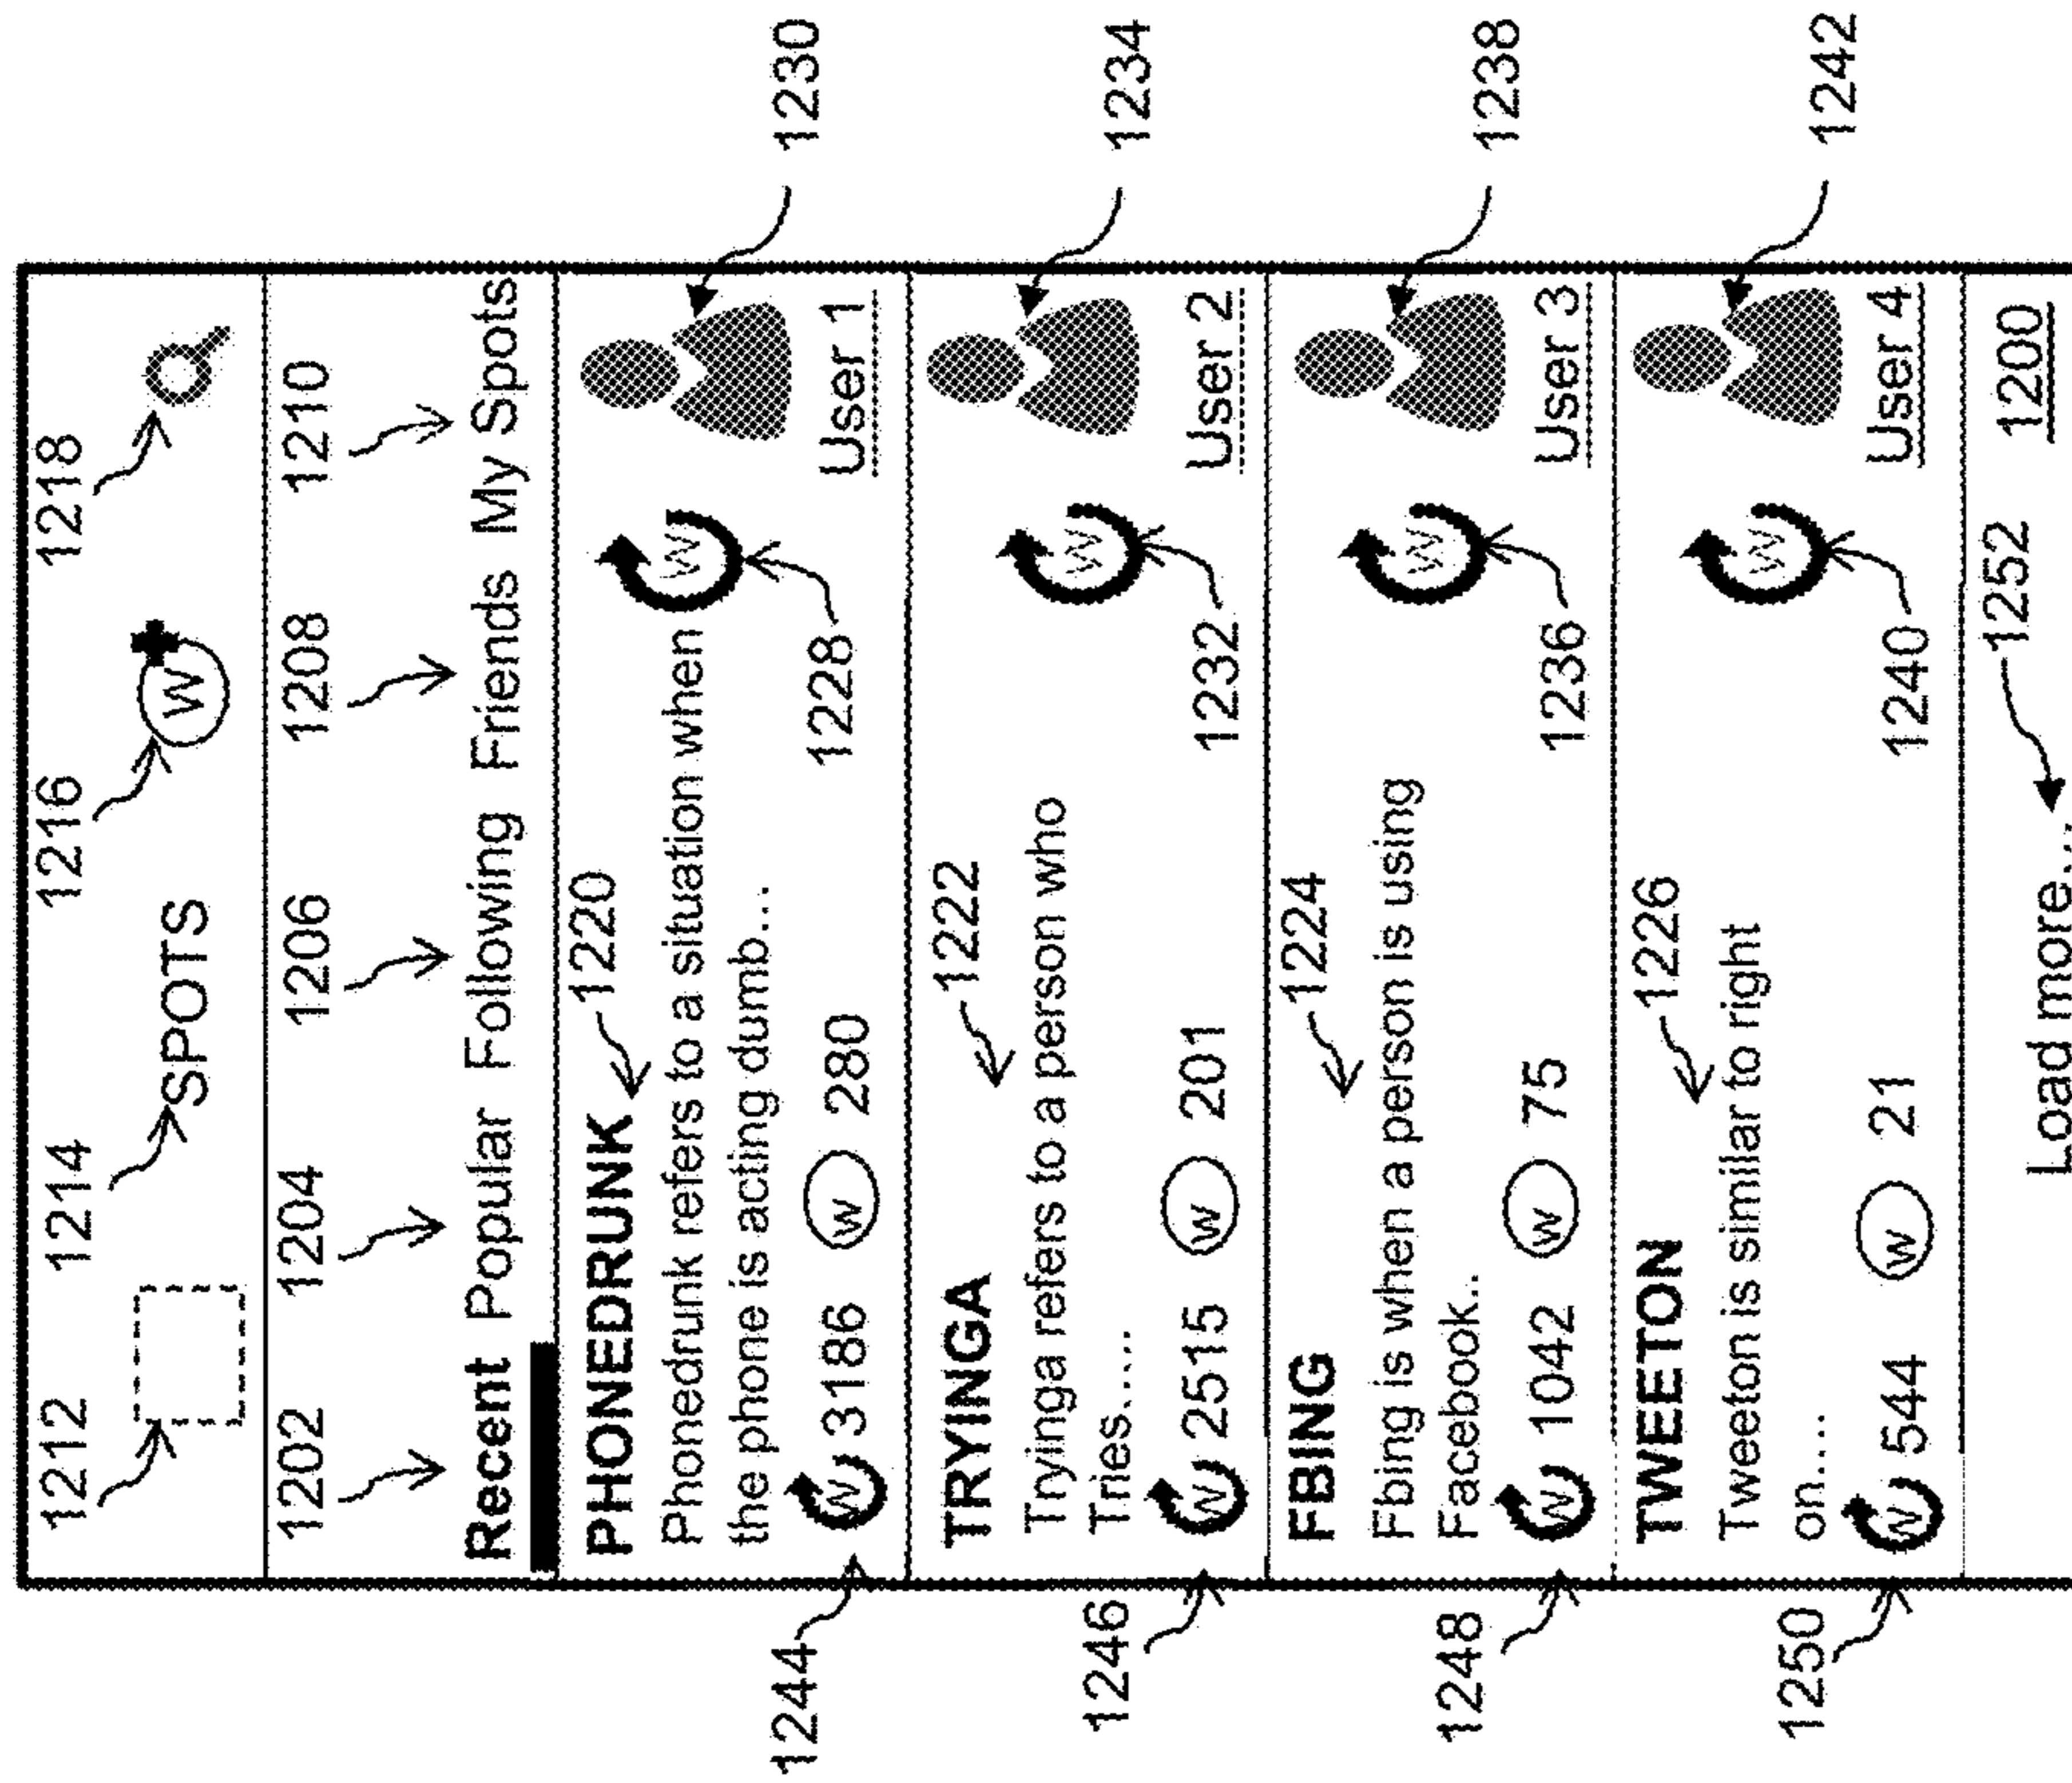 1212 1214 1216 1218
SPOTS W
1202 1204 1206 1208 1210
Recent Popular Following Friends My Spots
PHONEDRUNK 1220
Phonedrunk refers to a situation when W
the phone is acting dumb...
1228 User 1 1230
1244 W 3186 W 280
TRYINGA 1222
Tryinga refers to a person who W
Tries.....
1232 User 2 1234
1246 W 2515 W 201
FBING 1224
Fbing is when a person is using W
Facebook..
1236 User 3 1238
1248 W 1042 W 75
TWEETON 1226
Tweeton is similar to right W
on....
1240 User 4 1242
1250 W 544 W 21
1252 1200
Load more...